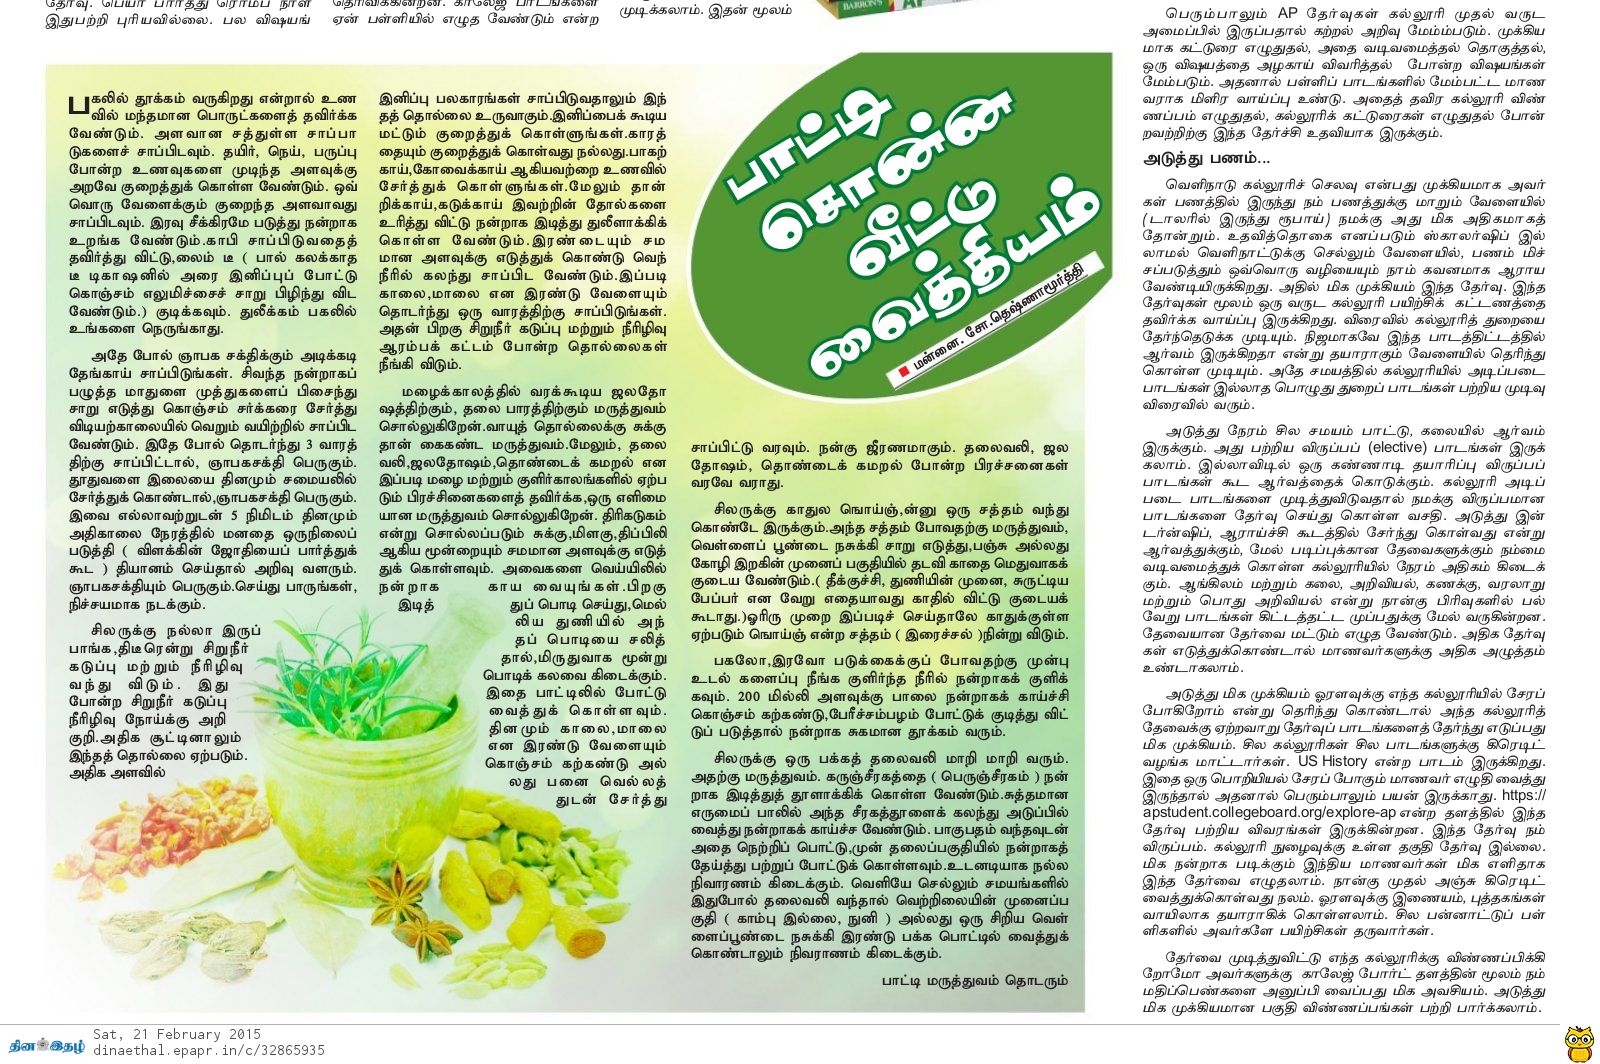 தேர்வு. பெயர் பார்த்து ரொம்ப நாள்
இதுபற்றி புரியவில்லை. பல விஷயங்
தெரிவிக்கின்றன. காலேஜ் பாடங்களை
ஏன் பள்ளியில் எழுத வேண்டும் என்ற
முடிக்கலாம். இதன் மூலம்
BARRON'S AP
பாட்டி
சொன்ன
வீட்டு
வைத்தியம்
மன்னை. சோ.தெஷ்ணாமூர்த்தி
பகலில் தூக்கம் வருகிறது என்றால் உண
வில் மந்தமான பொருட்களைத் தவிர்க்க
வேண்டும். அளவான சத்துள்ள சாப்பா
டுகளைச் சாப்பிடவும். தயிர், நெய், பருப்பு
போன்ற உணவுகளை முடிந்த அளவுக்கு
அறவே குறைத்துக் கொள்ள வேண்டும். ஒவ்
வொரு வேளைக்கும் குறைந்த அளவாவது
சாப்பிடவும். இரவு சீக்கிரமே படுத்து நன்றாக
உறங்க வேண்டும்.காபி சாப்பிடுவதைத்
தவிர்த்து விட்டு,லைம் டீ ( பால் கலக்காத
டீ டிகாஷனில் அரை இனிப்புப் போட்டு
கொஞ்சம் எலுமிச்சைச் சாறு பிழிந்து விட
வேண்டும்.) குடிக்கவும். துலீக்கம் பகலில்
உங்களை நெருங்காது.
அதே போல் ஞாபக சக்திக்கும் அடிக்கடி
தேங்காய் சாப்பிடுங்கள். சிவந்த நன்றாகப்
பழுத்த மாதுளை முத்துகளைப் பிசைந்து
சாறு எடுத்து கொஞ்சம் சர்க்கரை சேர்த்து
விடியற்காலையில் வெறும் வயிற்றில் சாப்பிட
வேண்டும். இதே போல் தொடர்ந்து 3 வாரத்
திற்கு சாப்பிட்டால், ஞாபகசக்தி பெருகும்.
தூதுவளை இலையை தினமும் சமையலில்
சேர்த்துக் கொண்டால்,ஞாபகசக்தி பெருகும்.
இவை எல்லாவற்றுடன் 5 நிமிடம் தினமும்
அதிகாலை நேரத்தில் மனதை ஒருநிலைப்
படுத்தி ( விளக்கின் ஜோதியைப் பார்த்துக்
கூட ) தியானம் செய்தால் அறிவு வளரும்.
ஞாபகசக்தியும் பெருகும்.செய்து பாருங்கள்,
நிச்சயமாக நடக்கும்.
சிலருக்கு நல்லா இருப்
பாங்க,திடீரென்று சிறுநீர்
கடுப்பு மற்றும் நீரிழிவு
வந்து விடும். இது
போன்ற சிறுநீர் கடுப்பு
நீரிழிவு நோய்க்கு அறி
குறி.அதிக சூட்டினாலும்
இந்தத் தொல்லை ஏற்படும்.
அதிக அளவில்
இனிப்பு பலகாரங்கள் சாப்பிடுவதாலும் இந்
தத் தொல்லை உருவாகும்.இனிப்பைக் கூடிய
மட்டும் குறைத்துக் கொள்ளுங்கள்.காரத்
தையும் குறைத்துக் கொள்வது நல்லது.பாகற்
காய்,கோவைக்காய் ஆகியவற்றை உணவில்
சேர்த்துக் கொள்ளுங்கள்.மேலும் தான்
றிக்காய்,கடுக்காய் இவற்றின் தோல்களை
உரித்து விட்டு நன்றாக இடித்து துலீளாக்கிக்
கொள்ள வேண்டும்.இரண்டையும் சம
மான அளவுக்கு எடுத்துக் கொண்டு வெந்
நீரில் கலந்து சாப்பிட வேண்டும்.இப்படி
காலை,மாலை என இரண்டு வேளையும்
தொடர்ந்து ஒரு வாரத்திற்கு சாப்பிடுங்கள்.
அதன் பிறகு சிறுநீர் கடுப்பு மற்றும் நீரிழிவு
ஆரம்பக் கட்டம் போன்ற தொல்லைகள்
நீங்கி விடும்.
மழைக்காலத்தில் வரக்கூடிய ஜலதோ
ஷத்திற்கும், தலை பாரத்திற்கும் மருத்துவம்
சொல்லுகிறேன்.வாயுத் தொல்லைக்கு சுக்கு
தான் கைகண்ட மருத்துவம்.மேலும், தலை
வலி,ஜலதோஷம்,தொண்டைக் கமறல் என
இப்படி மழை மற்றும் குளிர்காலங்களில் ஏற்ப
டும் பிரச்சினைகளைத் தவிர்க்க,ஒரு எளிமை
யான மருத்துவம் சொல்லுகிறேன். திரிகடுகம்
என்று சொல்லப்படும் சுக்கு,மிளகு,திப்பிலி
ஆகிய மூன்றையும் சமமான அளவுக்கு எடுத்
துக் கொள்ளவும். அவைகளை வெய்யிலில்
நன்றாக காய வையுங்கள்.பிறகு
இடித் துப் பொடி செய்து,மெல்
லிய துணியில் அந்
தப் பொடியை சலித்
தால்,மிருதுவாக மூன்று
பொடிக் கலவை கிடைக்கும்.
இதை பாட்டிலில் போட்டு
வைத்துக் கொள்ளவும்.
தினமும் காலை,மாலை
என இரண்டு வேளையும்
கொஞ்சம் கற்கண்டு அல்
லது பனை வெல்லத்
துடன் சேர்த்து
சாப்பிட்டு வரவும். நன்கு ஜீரணமாகும். தலைவலி, ஜல
தோஷம், தொண்டைக் கமறல் போன்ற பிரச்சனைகள்
வரவே வராது.
சிலருக்கு காதுல ஙொய்ஞ்,ன்னு ஒரு சத்தம் வந்து
கொண்டே இருக்கும்.அந்த சத்தம் போவதற்கு மருத்துவம்,
வெள்ளைப் பூண்டை நசுக்கி சாறு எடுத்து,பஞ்சு அல்லது
கோழி இறகின் முனைப் பகுதியில் தடவி காதை மெதுவாகக்
குடைய வேண்டும்.( தீக்குச்சி, துணியின் முனை, சுருட்டிய
பேப்பர் என வேறு எதையாவது காதில் விட்டு குடையக்
கூடாது.)ஓரிரு முறை இப்படிச் செய்தாலே காதுக்குள்ள
ஏற்படும் ஙொய்ஞ் என்ற சத்தம் ( இரைச்சல் )நின்று விடும்.
பகலோ,இரவோ படுக்கைக்குப் போவதற்கு முன்பு
உடல் களைப்பு நீங்க குளிர்ந்த நீரில் நன்றாகக் குளிக்
கவும். 200 மில்லி அளவுக்கு பாலை நன்றாகக் காய்ச்சி
கொஞ்சம் கற்கண்டு,பேரீச்சம்பழம் போட்டுக் குடித்து விட்
டுப் படுத்தால் நன்றாக சுகமான தூக்கம் வரும்.
சிலருக்கு ஒரு பக்கத் தலைவலி மாறி மாறி வரும்.
அதற்கு மருத்துவம். கருஞ்சீரகத்தை ( பெருஞ்சீரகம் ) நன்
றாக இடித்துத் தூளாக்கிக் கொள்ள வேண்டும்.சுத்தமான
எருமைப் பாலில் அந்த சீரகத்தூளைக் கலந்து அடுப்பில்
வைத்து நன்றாகக் காய்ச்ச வேண்டும். பாகுபதம் வந்தவுடன்
அதை நெற்றிப் பொட்டு,முன் தலைப்பகுதியில் நன்றாகத்
தேய்த்து பற்றுப் போட்டுக் கொள்ளவும்.உடனடியாக நல்ல
நிவாரணம் கிடைக்கும். வெளியே செல்லும் சமயங்களில்
இதுபோல் தலைவலி வந்தால் வெற்றிலையின் முனைப்ப
குதி ( காம்பு இல்லை, நுனி ) அல்லது ஒரு சிறிய வெள்
ளைப்பூண்டை நசுக்கி இரண்டு பக்க பொட்டில் வைத்துக்
கொண்டாலும் நிவராணம் கிடைக்கும்.
பாட்டி மருத்துவம் தொடரும்
பெரும்பாலும் AP தேர்வுகள் கல்லூரி முதல் வருட
அமைப்பில் இருப்பதால் கற்றல் அறிவு மேம்ம்படும். முக்கிய
மாக கட்டுரை எழுதுதல், அதை வடிவமைத்தல் தொகுத்தல்,
ஒரு விஷயத்தை அழகாய் விவரித்தல் போன்ற விஷயங்கள்
மேம்படும். அதனால் பள்ளிப் பாடங்களில் மேம்பட்ட மாண
வராக மிளிர வாய்ப்பு உண்டு. அதைத் தவிர கல்லூரி விண்
ணப்பம் எழுதுதல், கல்லூரிக் கட்டுரைகள் எழுதுதல் போன்
றவற்றிற்கு இந்த தேர்ச்சி உதவியாக இருக்கும்.
அடுத்து பணம்...
வெளிநாடு கல்லூரிச் செலவு என்பது முக்கியமாக அவர்
கள் பணத்தில் இருந்து நம் பணத்துக்கு மாறும் வேளையில்
(டாலரில் இருந்து ரூபாய்) நமக்கு அது மிக அதிகமாகத்
தோன்றும். உதவித்தொகை எனப்படும் ஸ்காலர்ஷிப் இல்
லாமல் வெளிநாட்டுக்கு செல்லும் வேளையில், பணம் மிச்
சப்படுத்தும் ஒவ்வொரு வழியையும் நாம் கவனமாக ஆராய
வேண்டியிருக்கிறது. அதில் மிக முக்கியம் இந்த தேர்வு. இந்த
தேர்வுகள் மூலம் ஒரு வருட கல்லூரி பயிற்சிக் கட்டணத்தை
தவிர்க்க வாய்ப்பு இருக்கிறது. விரைவில் கல்லூரித் துறையை
தேர்ந்தெடுக்க முடியும். நிஜமாகவே இந்த பாடத்திட்டத்தில்
ஆர்வம் இருக்கிறதா என்று தயாராகும் வேளையில் தெரிந்து
கொள்ள முடியும். அதே சமயத்தில் கல்லூரியில் அடிப்படை
பாடங்கள் இல்லாத பொழுது துறைப் பாடங்கள் பற்றிய முடிவு
விரைவில் வரும்.
அடுத்து நேரம் சில சமயம் பாட்டு, கலையில் ஆர்வம்
இருக்கும். அது பற்றிய விருப்பப் (elective) பாடங்கள் இருக்
கலாம். இல்லாவிடில் ஒரு கண்ணாடி தயாரிப்பு விருப்பப்
பாடங்கள் கூட ஆர்வத்தைக் கொடுக்கும். கல்லூரி அடிப்
படை பாடங்களை முடித்துவிடுவதால் நமக்கு விருப்பமான
பாடங்களை தேர்வு செய்து கொள்ள வசதி. அடுத்து இன்
டர்ன்ஷிப், ஆராய்ச்சி கூடத்தில் சேர்ந்து கொள்வது என்று
ஆர்வத்துக்கும், மேல் படிப்புக்கான தேவைகளுக்கும் நம்மை
வடிவமைத்துக் கொள்ள கல்லூரியில் நேரம் அதிகம் கிடைக்
கும். ஆங்கிலம் மற்றும் கலை, அறிவியல், கணக்கு, வரலாறு
மற்றும் பொது அறிவியல் என்று நான்கு பிரிவுகளில் பல்
வேறு பாடங்கள் கிட்டத்தட்ட முப்பதுக்கு மேல் வருகின்றன.
தேவையான தேர்வை மட்டும் எழுத வேண்டும். அதிக தேர்வு
கள் எடுத்துக்கொண்டால் மாணவர்களுக்கு அதிக அழுத்தம்
உண்டாகலாம்.
அடுத்து மிக முக்கியம் ஓரளவுக்கு எந்த கல்லூரியில் சேரப்
போகிறோம் என்று தெரிந்து கொண்டால் அந்த கல்லூரித்
தேவைக்கு ஏற்றவாறு தேர்வுப் பாடங்களைத் தேர்ந்து எடுப்பது
மிக முக்கியம். சில கல்லூரிகள் சில பாடங்களுக்கு கிரெடிட்
வழங்க மாட்டார்கள். US History என்ற பாடம் இருக்கிறது.
இதை ஒரு பொறியியல் சேரப் போகும் மாணவர் எழுதி வைத்து
இருந்தால் அதனால் பெரும்பாலும் பயன் இருக்காது. https://
apstudent.collegeboard.org/explore-ap என்ற தளத்தில் இந்த
தேர்வு பற்றிய விவரங்கள் இருக்கின்றன. இந்த தேர்வு நம்
விருப்பம். கல்லூரி நுழைவுக்கு உள்ள தகுதி தேர்வு இல்லை.
மிக நன்றாக படிக்கும் இந்திய மாணவர்கள் மிக எளிதாக
இந்த தேர்வை எழுதலாம். நான்கு முதல் அஞ்சு கிரெடிட்
வைத்துக்கொள்வது நலம். ஓரளவுக்கு இணையம், புத்தகங்கள்
வாயிலாக தயாராகிக் கொள்ளலாம். சில பன்னாட்டுப் பள்
ளிகளில் அவர்களே பயிற்சிகள் தருவார்கள்.
தேர்வை முடித்துவிட்டு எந்த கல்லூரிக்கு விண்ணப்பிக்கி
றோமோ அவர்களுக்கு காலேஜ் போர்ட் தளத்தின் மூலம் நம்
மதிப்பெண்களை அனுப்பி வைப்பது மிக அவசியம். அடுத்து
மிக முக்கியமான பகுதி விண்ணப்பங்கள் பற்றி பார்க்கலாம்.
தின இதழ்
Sat, 21 February 2015
dinaethal.epapr.in/c/32865935